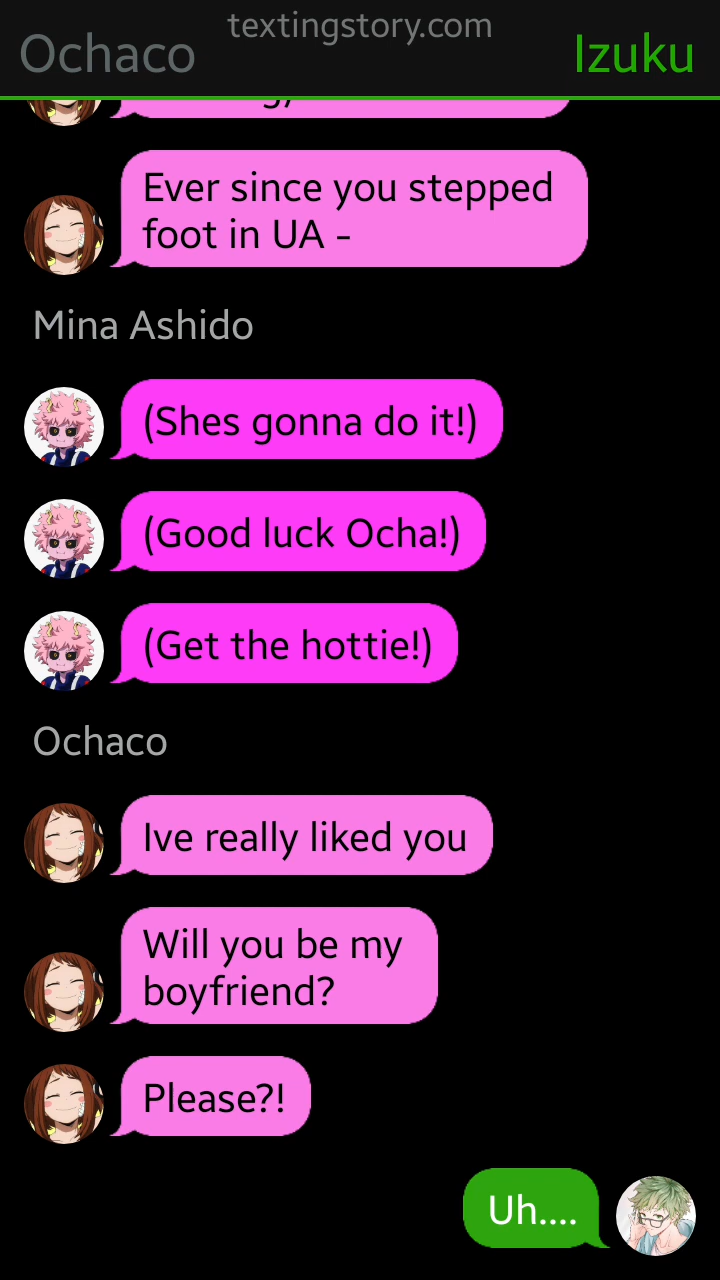 textingstory.com
Ochaco
Izuku
Ever since you stepped
foot in UA -
Mina Ashido
(Shes gonna do it!)
(Good luck Ocha!)
(Get the hottie!)
Ochaco
Ive really liked you
Will you be my
boyfriend?
Please?!
Uh....